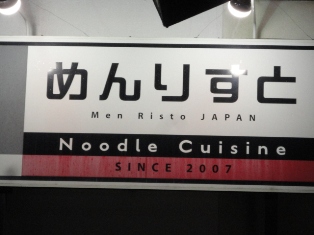 めんりすと
Men Risto JAPAN
Noodle Cuisine
SINCE 2007